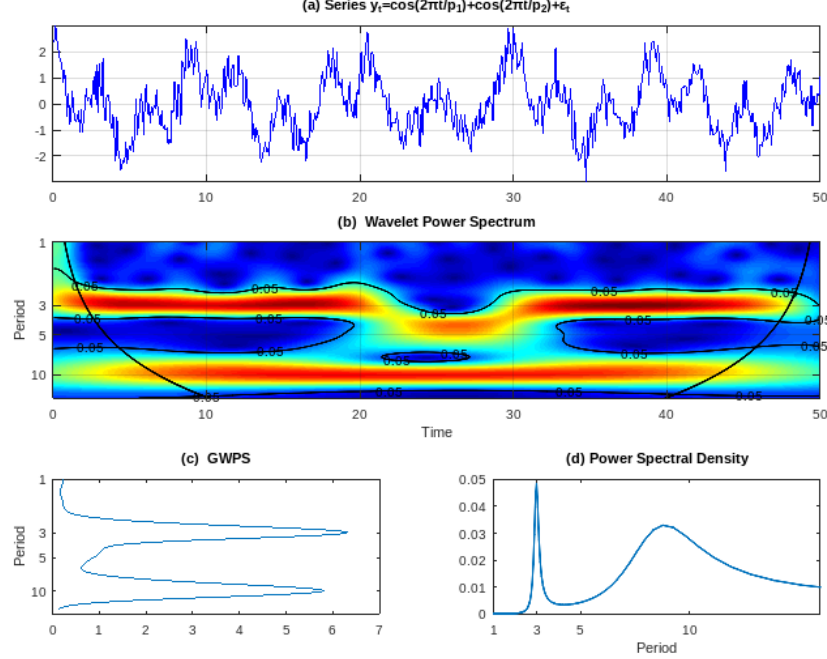 (a) Series yt=cos(2πt/p1)+cos(2πt/p2)+εt
2
1
0
-1
-2
0 10 20 30 40 50
(b) Wavelet Power Spectrum
Period
1
3
5
10
0.05 0.05 0.05 0.05
0.05 0.05 0.05
0.05 0.05 0.05 0.05
0.05
0.05 0.05 0.05
0 10 20 30 40 50
Time
(c) GWPS
Period
1
3
5
10
0 1 2 3 4 5 6 7
(d) Power Spectral Density
0.05
0.04
0.03
0.02
0.01
0
1 3 5 10
Period